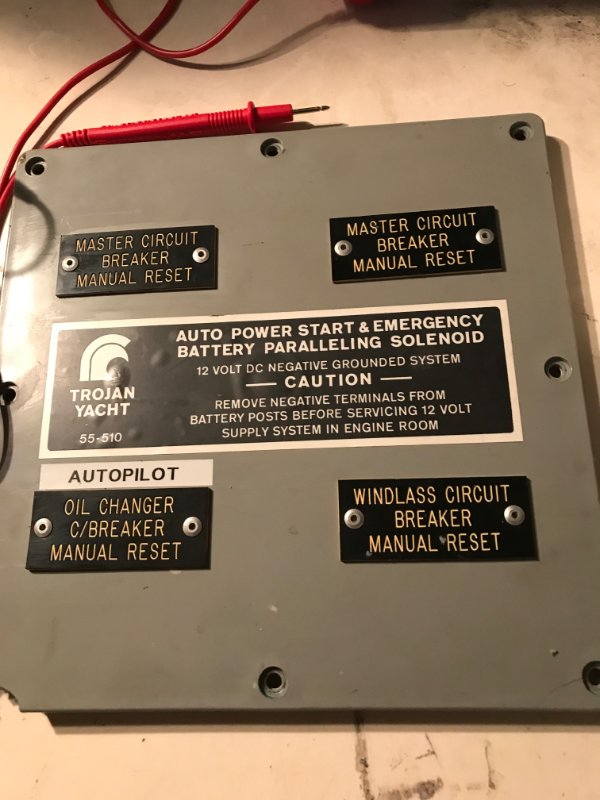 MASTER CIRCUIT
BREAKER
MANUAL RESET
MASTER CIRCUIT
BREAKER
MANUAL RESET
TROJAN
YACHT
55-510
AUTO POWER START & EMERGENCY
BATTERY PARALLELING SOLENOID
12 VOLT DC NEGATIVE GROUNDED SYSTEM
— CAUTION —
REMOVE NEGATIVE TERMINALS FROM
BATTERY POSTS BEFORE SERVICING 12 VOLT
SUPPLY SYSTEM IN ENGINE ROOM
AUTOPILOT
OIL CHANGER
C/BREAKER
MANUAL RESET
WINDLASS CIRCUIT
BREAKER
MANUAL RESET